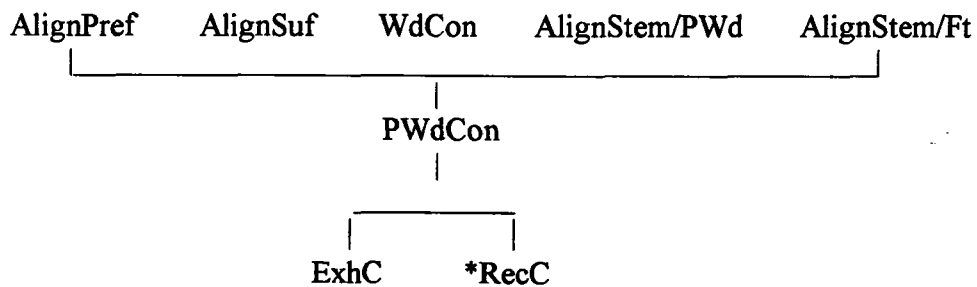 AlignPref AlignSuf WdCon AlignStem/PWd AlignStem/Ft
PWdCon
ExhC *RecC